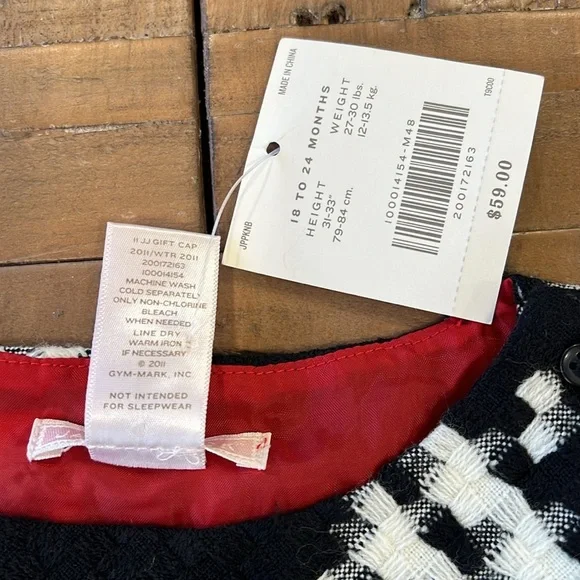 MADE IN CHINA
18 TO 24 MONTHS
HEIGHT
31-33"
79-84 cm.
WEIGHT
27-30 lbs.
12-13.5 kg.
100014154-M48
200172163
T9C00
$59.00
JPPKNB
11 JJ GIFT CAP
2011/WTR 2011
200172163
100014154
MACHINE WASH
COLD SEPARATELY
ONLY NON-CHLORINE
BLEACH
WHEN NEEDED
LINE DRY
WARM IRON
IF NECESSARY
© 2011
GYM-MARK, INC.
NOT INTENDED
FOR SLEEPWEAR